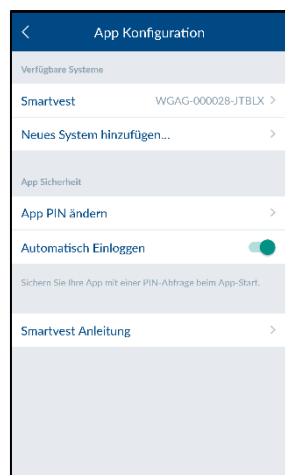 App Konfiguration
Verfügbare Systeme
Smartvest WGAG-000028-JTBLX
Neues System hinzufügen...
App Sicherheit
App PIN ändern
Automatisch Einloggen
Sichern Sie Ihre App mit einer PIN-Abfrage beim App-Start.
Smartvest Anleitung